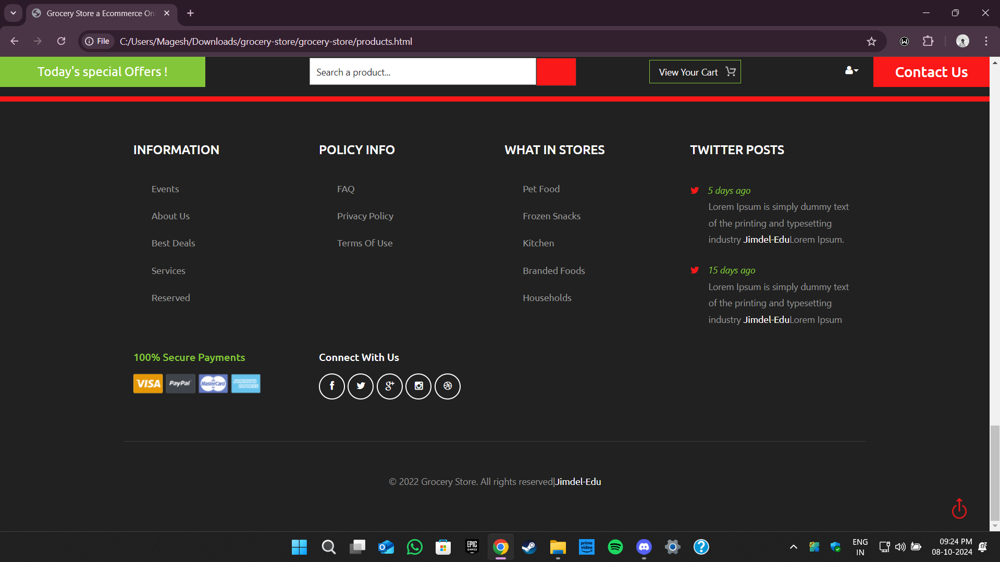 Grocery Store a Ecommerce On
File
C:/Users/Magesh/Downloads/grocery-store/grocery-store/products.html
Today's special Offers !
Search a product...
View Your Cart
Contact Us
INFORMATION
Events
About Us
Best Deals
Services
Reserved
POLICY INFO
FAQ
Privacy Policy
Terms Of Use
WHAT IN STORES
Pet Food
Frozen Snacks
Kitchen
Branded Foods
Households
TWITTER POSTS
5 days ago
Lorem Ipsum is simply dummy text
of the printing and typesetting
industry Jimdel-EduLorem Ipsum.
15 days ago
Lorem Ipsum is simply dummy text
of the printing and typesetting
industry Jimdel-EduLorem Ipsum
100% Secure Payments
VISA
PayPal
MasterCard
AMERICAN
EXPRESS
Connect With Us
© 2022 Grocery Store. All rights reserved|Jimdel-Edu
EPIC
GAMES
prime
video
ENG
IN
09:24 PM
08-10-2024